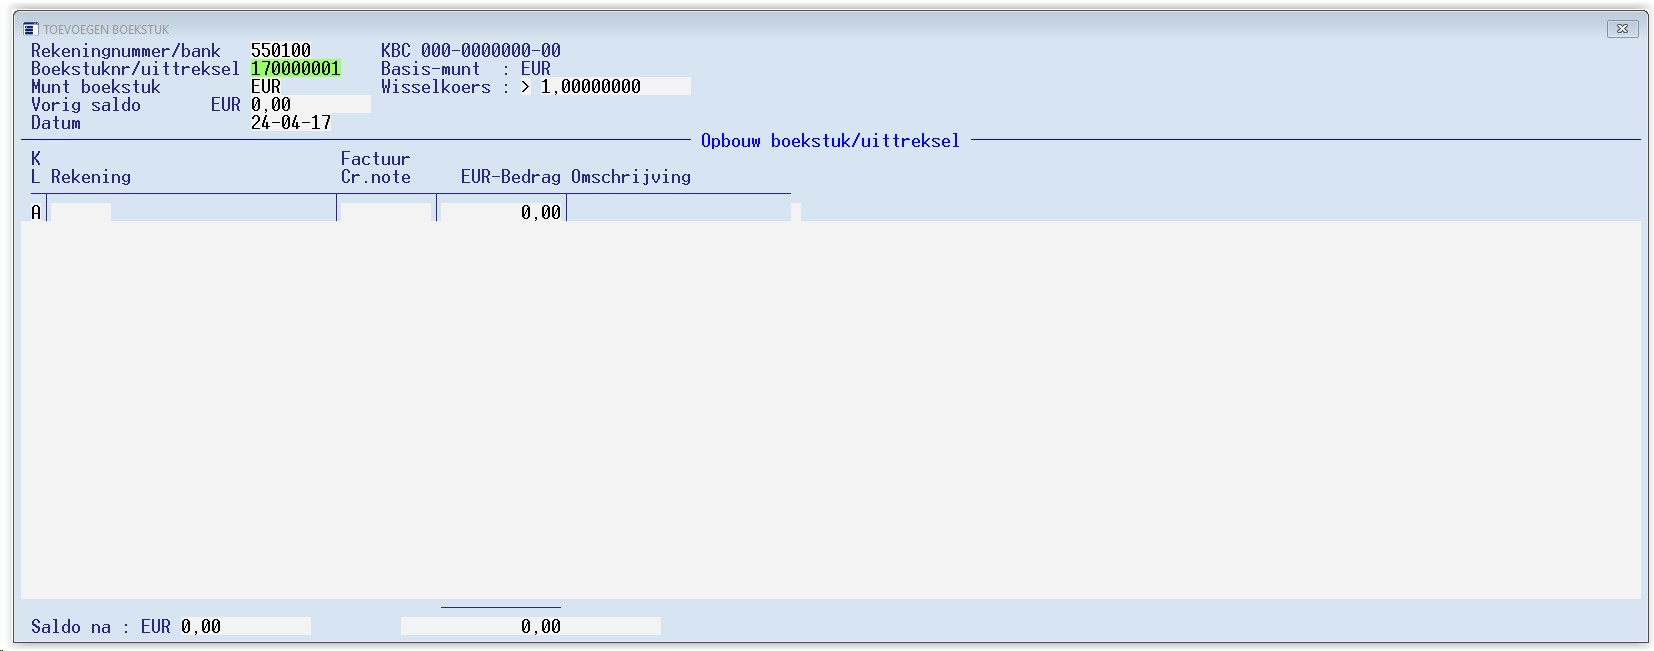 TOEVOEGEN BOEKSTUK
Rekeningnummer/bank 550100 KBC 000-0000000-00
Boekstuknr/uittreksel 170000001 Basis-munt : EUR
Munt boekstuk EUR Wisselkoers : > 1,00000000
Vorig saldo EUR 0,00
Datum 24-04-17
Opbouw boekstuk/uittreksel
K Factuur
L Rekening Cr.note EUR-Bedrag Omschrijving
A 0,00
Saldo na : EUR 0,00 0,00